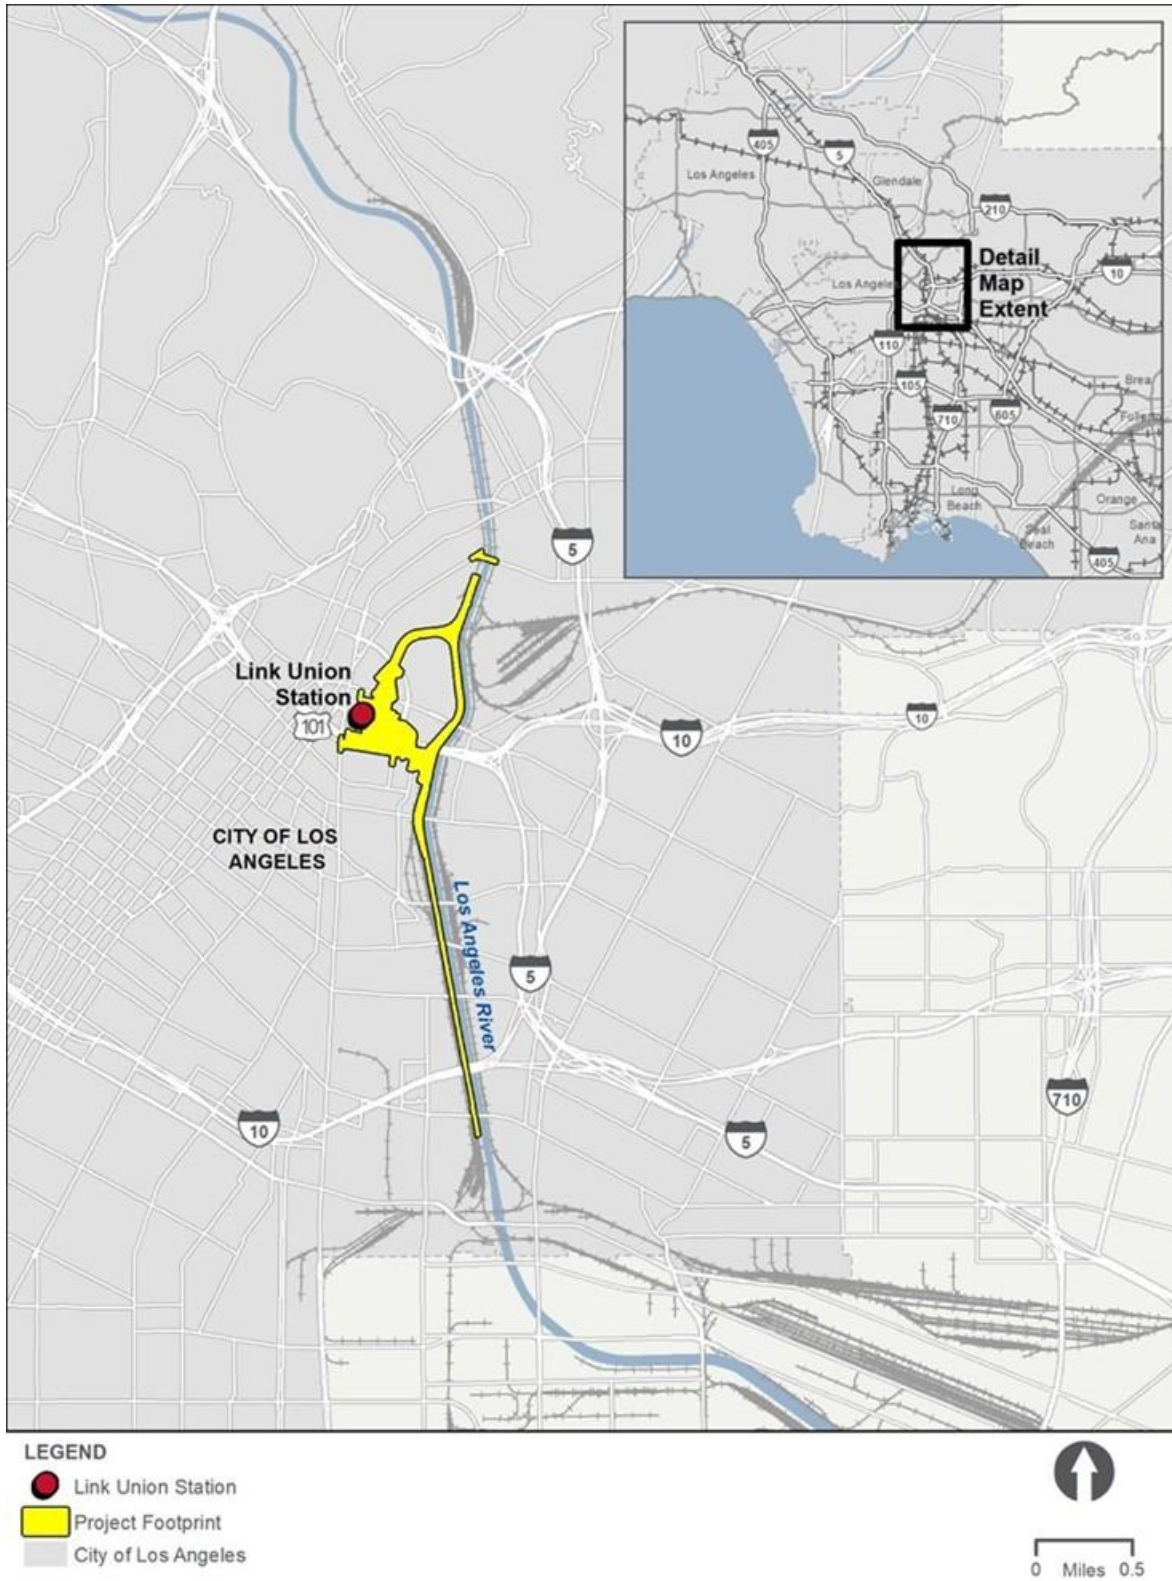 405
5
Los Angeles
Glendale
210
Detail
Map
Extent
10
Los Angele
110
105
710
605
Brea
Fullert
Long
Beach
Orange
Seal
Beach
Santa
Ana
405
5
Link Union
Station
101
10
10
CITY OF LOS
ANGELES
Los Angeles River
5
10
710
5
LEGEND
Link Union Station
Project Footprint
City of Los Angeles
0 Miles 0.5